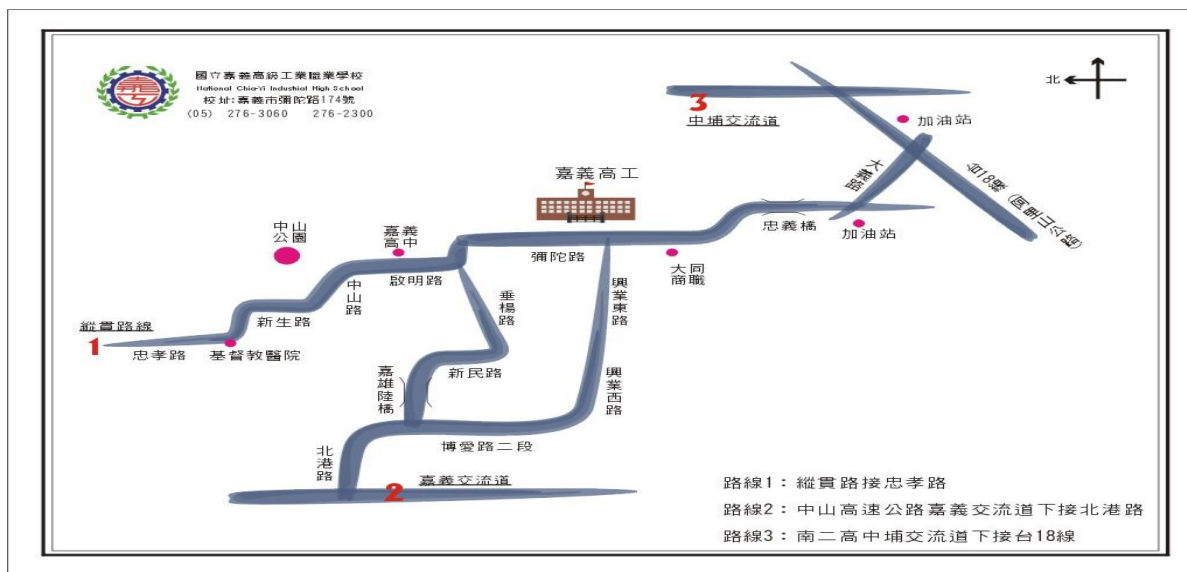 國立嘉義高級工業職業學校
National Chia-Yi Industrial High School
校址:嘉義市彌陀路174號
(05) 276-3060 276-2300
北
3
中埔交流道
加油站
大義路
台18線 (阿里山公路)
嘉義高工
忠義橋
加油站
中山
公園
嘉義
高中
彌陀路
大同
商職
啟明路
中山路
垂楊路
興業東路
新生路
縱貫路線
1
忠孝路
基督教醫院
新民路
嘉雄陸橋
興業西路
北港路
博愛路二段
嘉義交流道
2
路線1：縱貫路接忠孝路
路線2：中山高速公路嘉義交流道下接北港路
路線3：南二高中埔交流道下接台18線